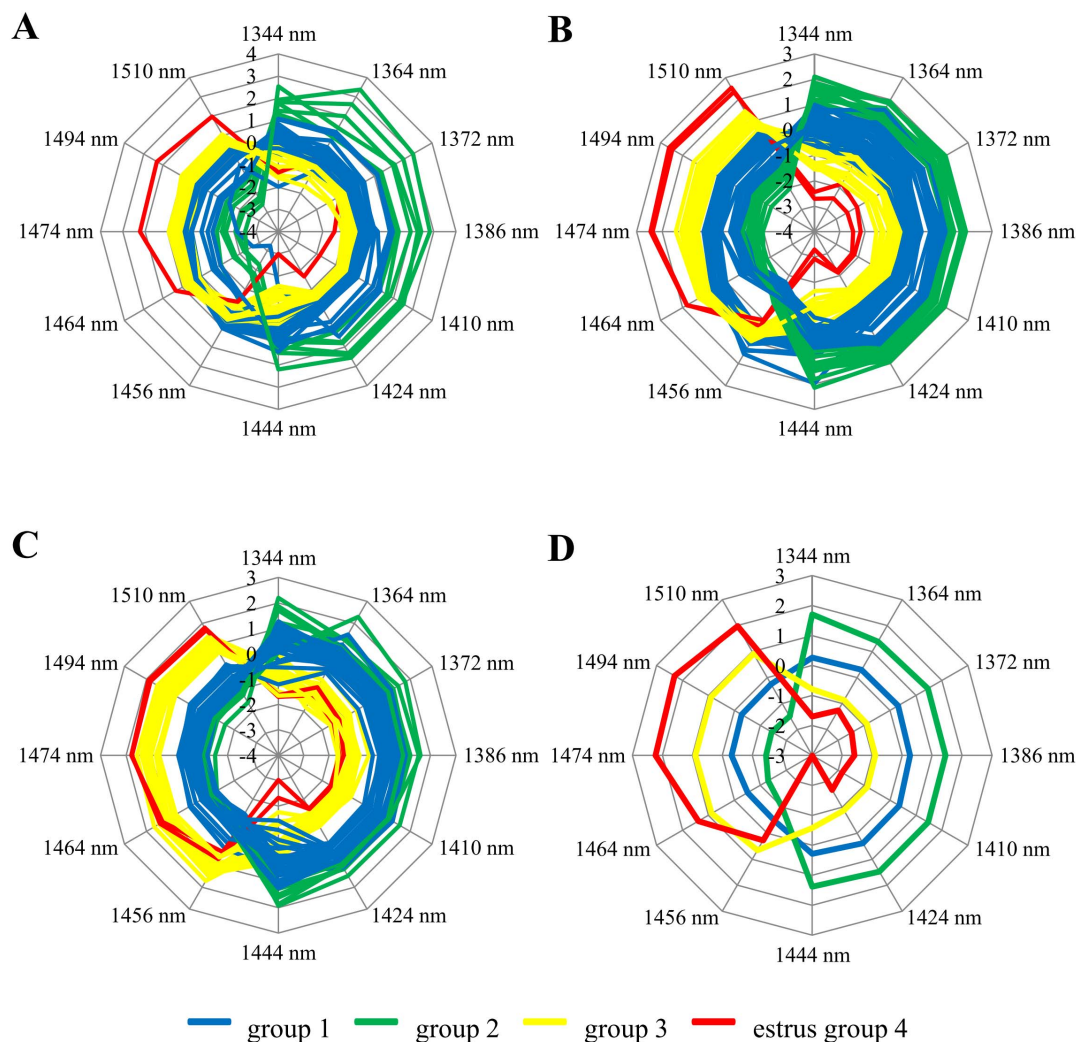 A
1344 nm
1364 nm
1372 nm
1386 nm
1410 nm
1424 nm
1444 nm
1456 nm
1464 nm
1474 nm
1494 nm
1510 nm
4
3
2
1
0
-1
-2
-3
-4
B
1344 nm
1364 nm
1372 nm
1386 nm
1410 nm
1424 nm
1444 nm
1456 nm
1464 nm
1474 nm
1494 nm
1510 nm
3
2
1
0
-1
-2
-3
-4
C
1344 nm
1364 nm
1372 nm
1386 nm
1410 nm
1424 nm
1444 nm
1456 nm
1464 nm
1474 nm
1494 nm
1510 nm
3
2
1
0
-1
-2
-3
-4
D
1344 nm
1364 nm
1372 nm
1386 nm
1410 nm
1424 nm
1444 nm
1456 nm
1464 nm
1474 nm
1494 nm
1510 nm
3
2
1
0
-1
-2
-3
group 1 group 2 group 3 estrus group 4